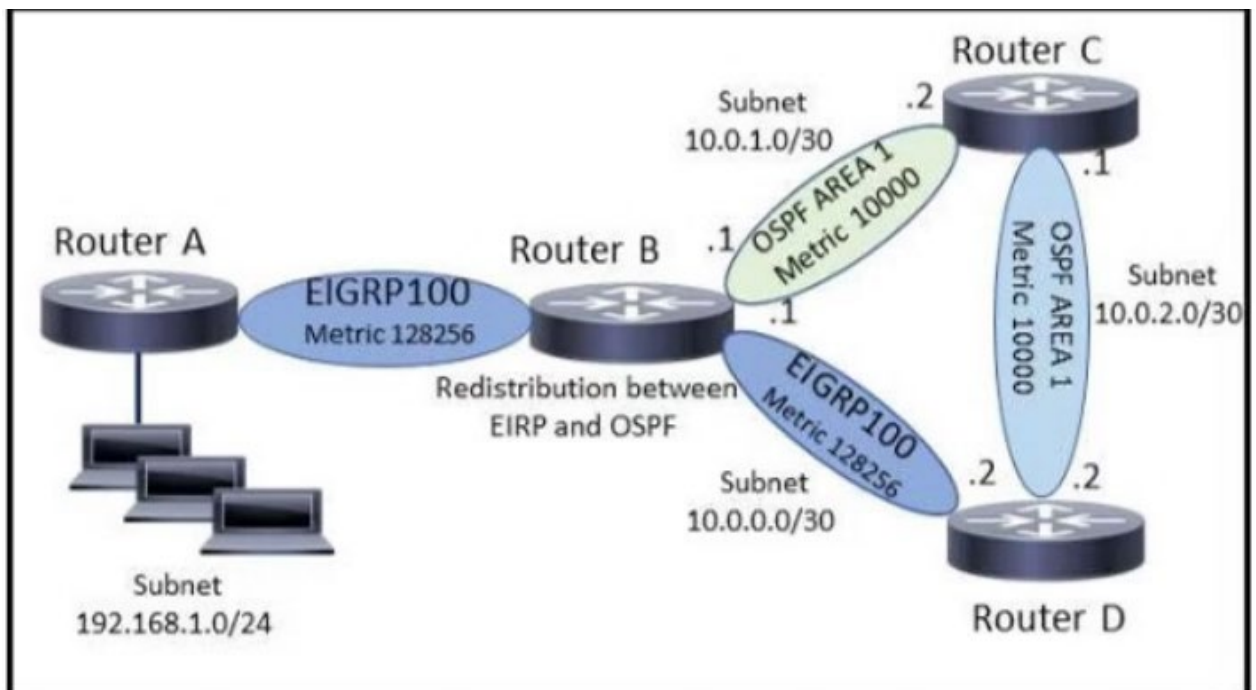 Router C
.2
Subnet
10.0.1.0/30
OSPF AREA 1
Metric 10000
.1
.1
Router A
Router B
EIGRP100
Metric 128256
.1
OSPF AREA 1
Metric 10000
Subnet
10.0.2.0/30
Redistribution between
EIRP and OSPF
EIGRP100
Metric 128256
Subnet
10.0.0.0/30
.2
.2
Subnet
192.168.1.0/24
Router D